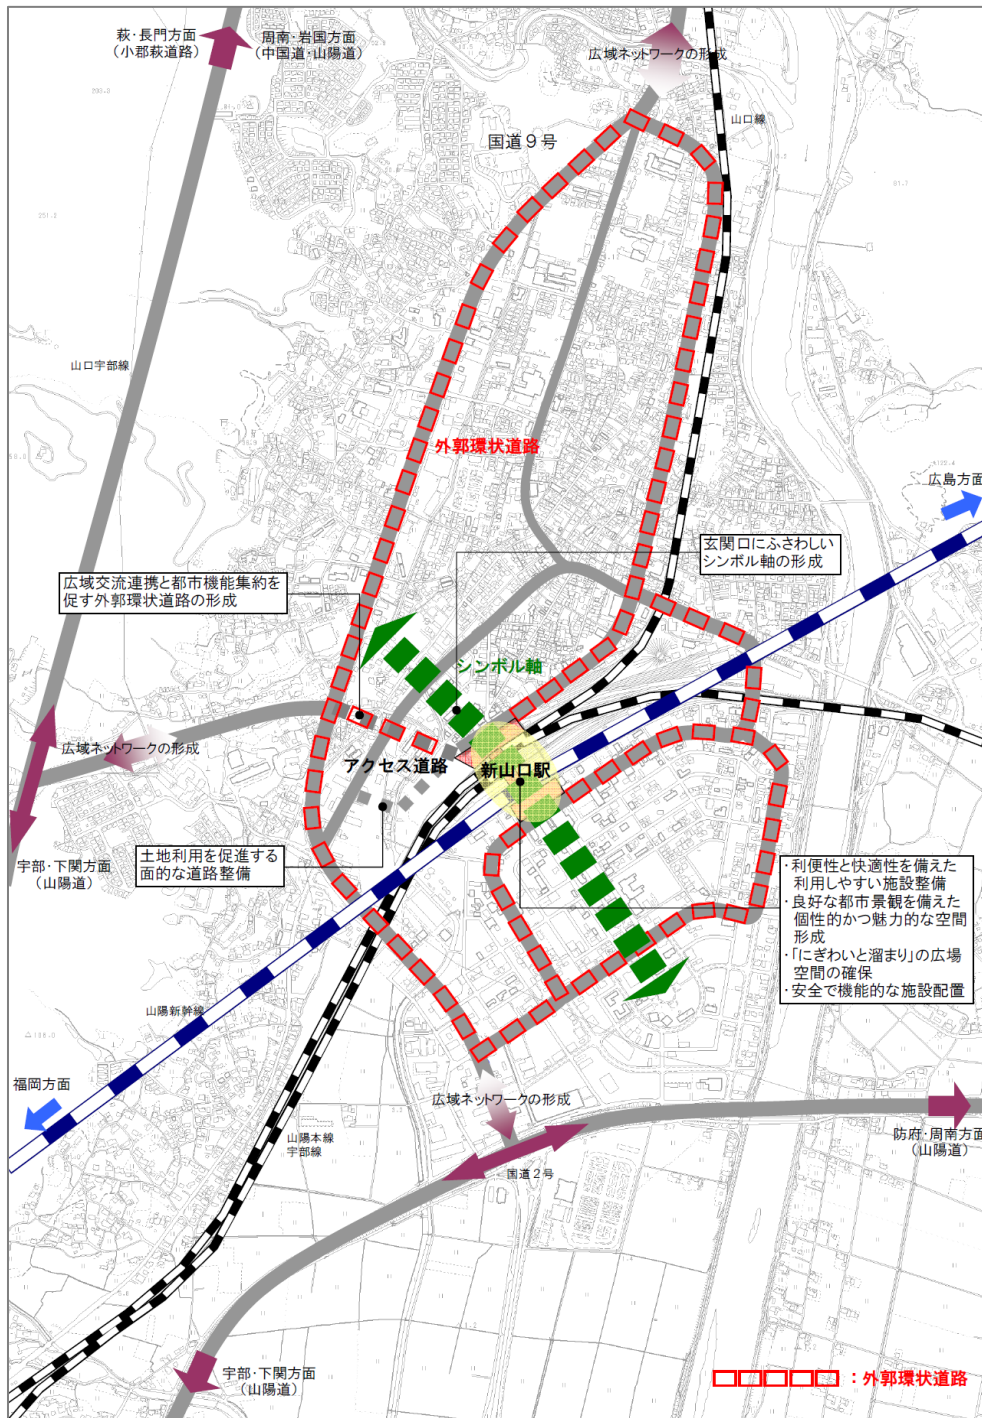 萩・長門方面
（小郡萩道路）
周南・岩国方面
（中国道・山陽道）
広域ネットワークの形成
山口線
国道９号
山口宇部線
外郭環状道路
広島方面
玄関口にふさわしい
シンボル軸の形成
広域交流連携と都市機能集約を
促す外郭環状道路の形成
シンボル軸
広域ネットワークの形成
アクセス道路
新山口駅
宇部・下関方面
（山陽道）
土地利用を促進する
面的な道路整備
・利便性と快適性を備えた
利用しやすい施設整備
・良好な都市景観を備えた
個性的かつ魅力的な空間
形成
・「にぎわいと溜まり」の広場
空間の確保
・安全で機能的な施設配置
山陽新幹線
福岡方面
広域ネットワークの形成
山陽本線
宇部線
防府・周南方面
（山陽道）
国道２号
宇部・下関方面
（山陽道）
：外郭環状道路